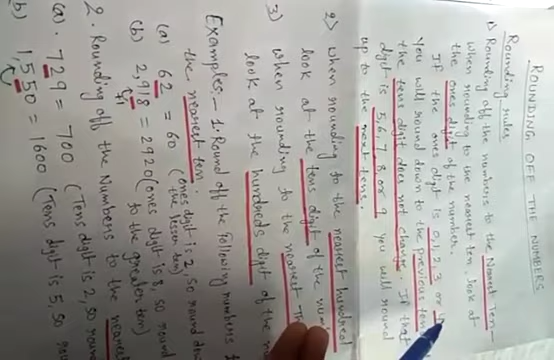 ROUNDING OFF THE NUMBERS
Rounding rules
1) Rounding off the numbers to the Nearest ten -
When rounding to the nearest ten, look at
the ones digit of the number.
If the ones digit is 0,1,2,3 or 4
you will round down to the previous ten
the tens digit does not change. If that
digit is 5,6,7,8, or 9 you will round
up to the next tens.
2) When rounding to the nearest hundred
look at the tens digit of the
3) When rounding to the nearest
look at the hundreds digit of the
Examples. - 1. Round off the following numbers
the nearest ten.
(a) 62 = 60 (ones digit is 2, so round
(the lesser ten)
(b) 2,918 = 2920 (ones digit is 8, so round
to the greater ten)
2. Rounding off the Numbers to the nearest
(a). 729 = 700 (Tens digit is 2, so round
(b) 1,550 = 1600 (Tens digit is 5, so